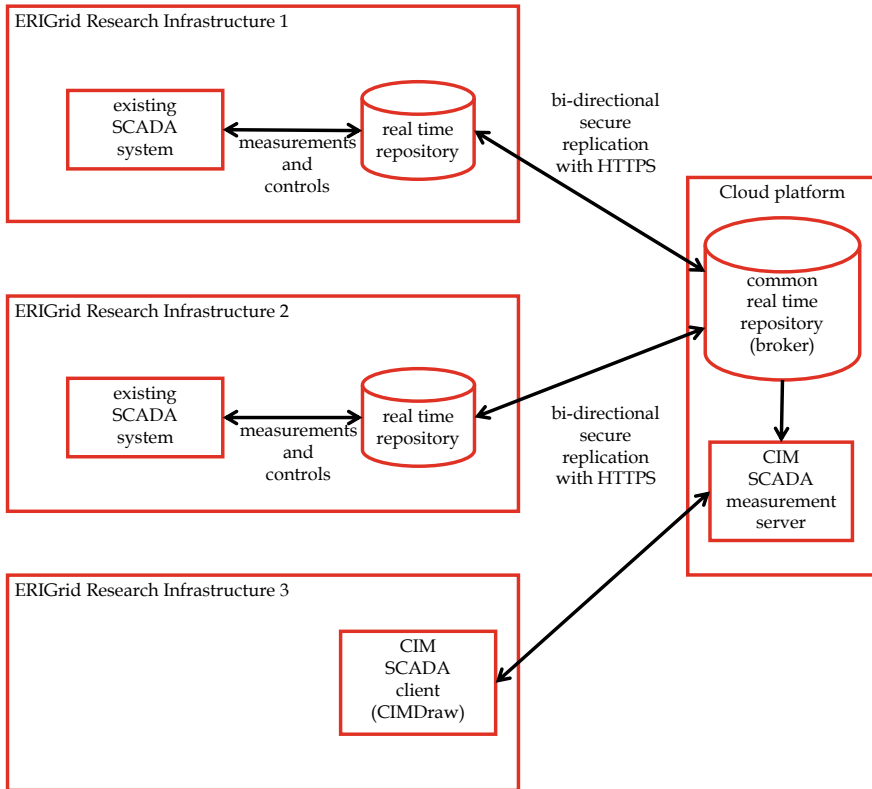 ERIGrid Research Infrastructure 1
existing
SCADA
system
measurements
and
controls
real time
repository
bi-directional
secure
replication
with HTTPS
Cloud platform
common
real time
repository
(broker)
ERIGrid Research Infrastructure 2
existing
SCADA
system
measurements
and
controls
real time
repository
bi-directional
secure
replication
with HTTPS
CIM
SCADA
measurement
server
ERIGrid Research Infrastructure 3
CIM
SCADA
client
(CIMDraw)